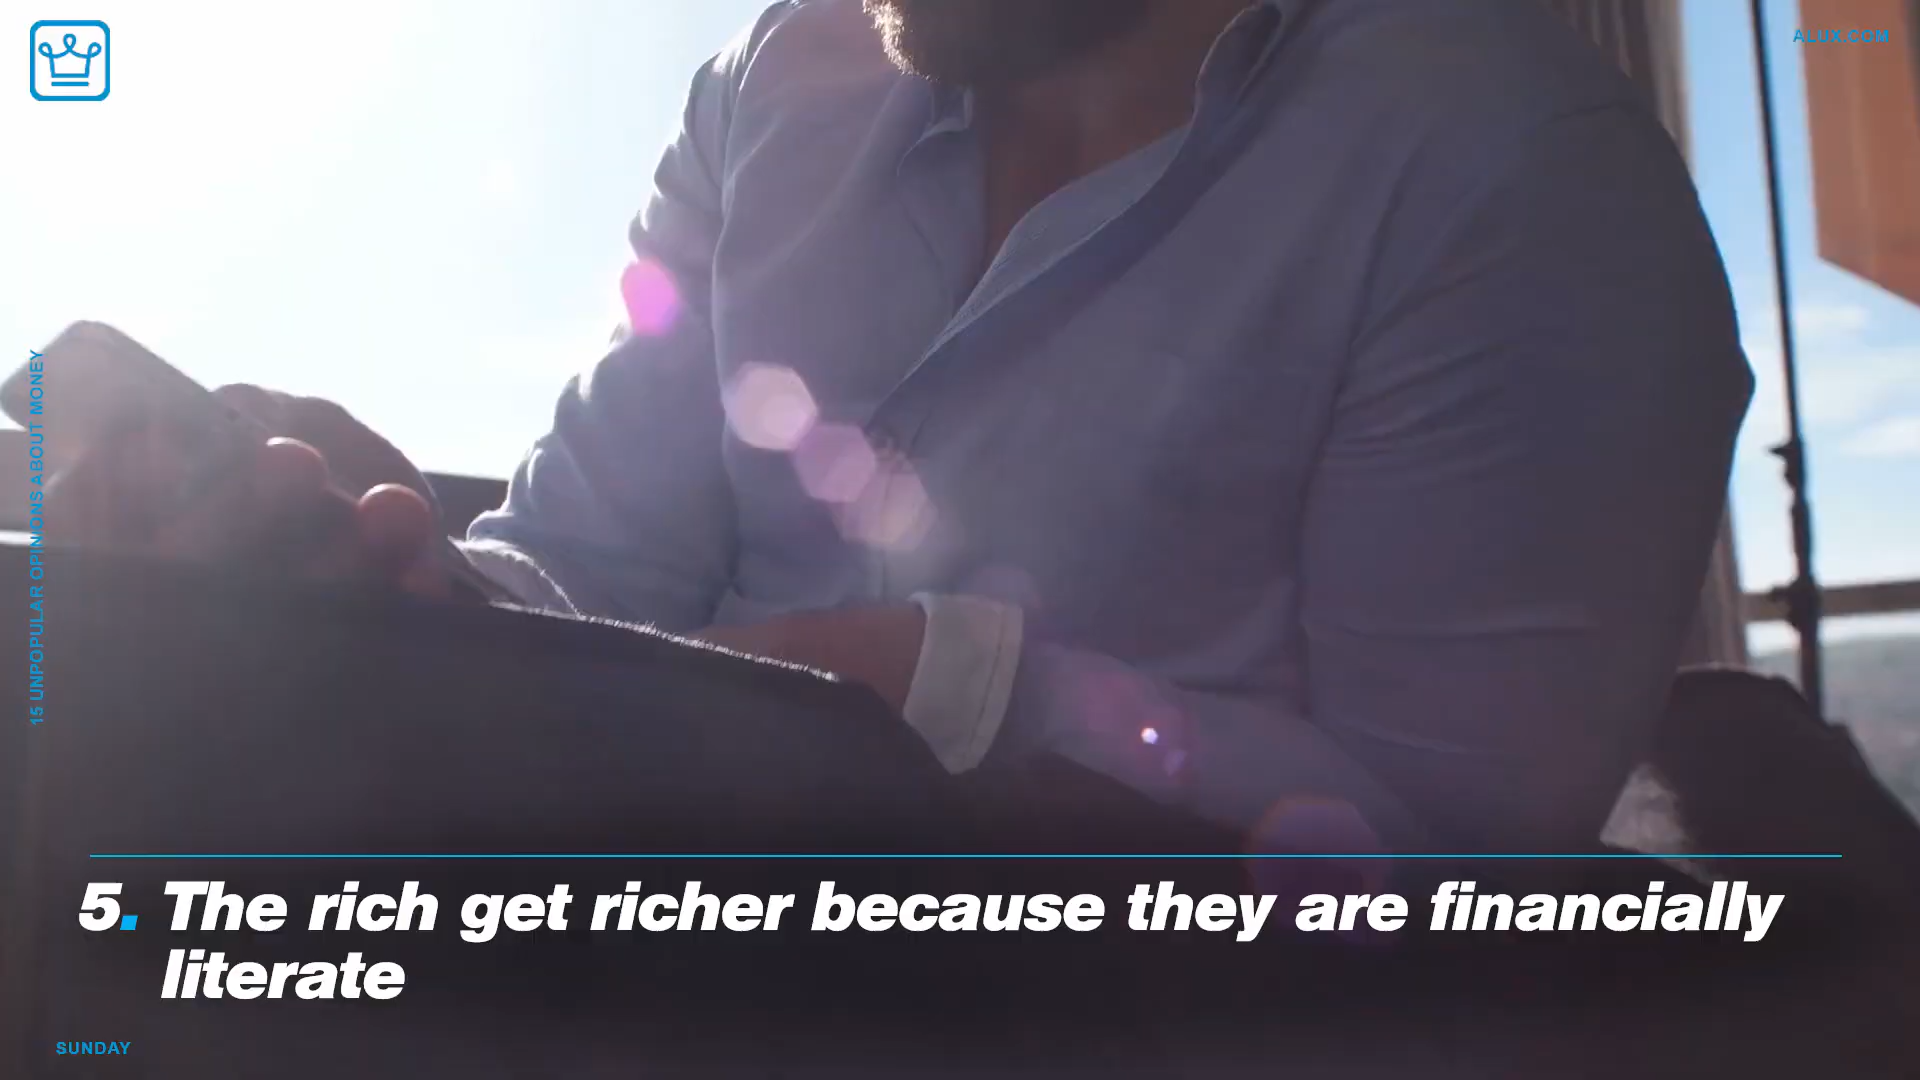 ALUX.COM
15 UNPOPULAR OPINIONS ABOUT MONEY
5. The rich get richer because they are financially
literate
SUNDAY